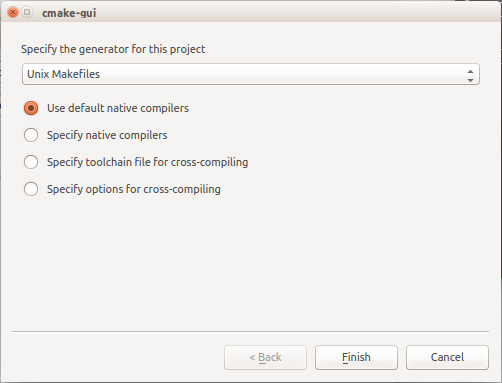 cmake-gui
Specify the generator for this project
Unix Makefiles
Use default native compilers
Specify native compilers
Specify toolchain file for cross-compiling
Specify options for cross-compiling
< Back Finish Cancel